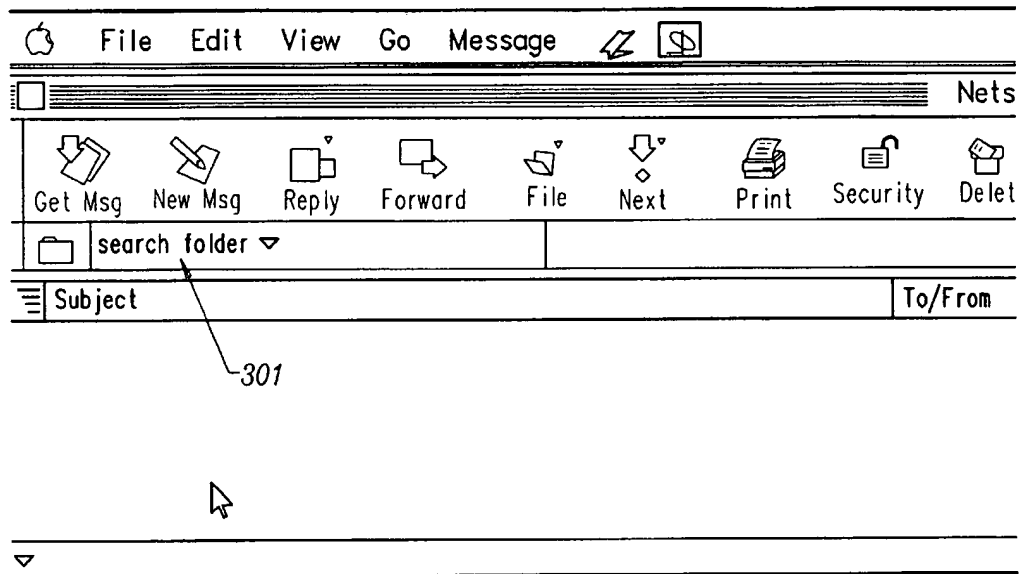 File Edit View Go Message
Nets
Get Msg New Msg Reply Forward File Next Print Security Delet
search folder
Subject To/From
301